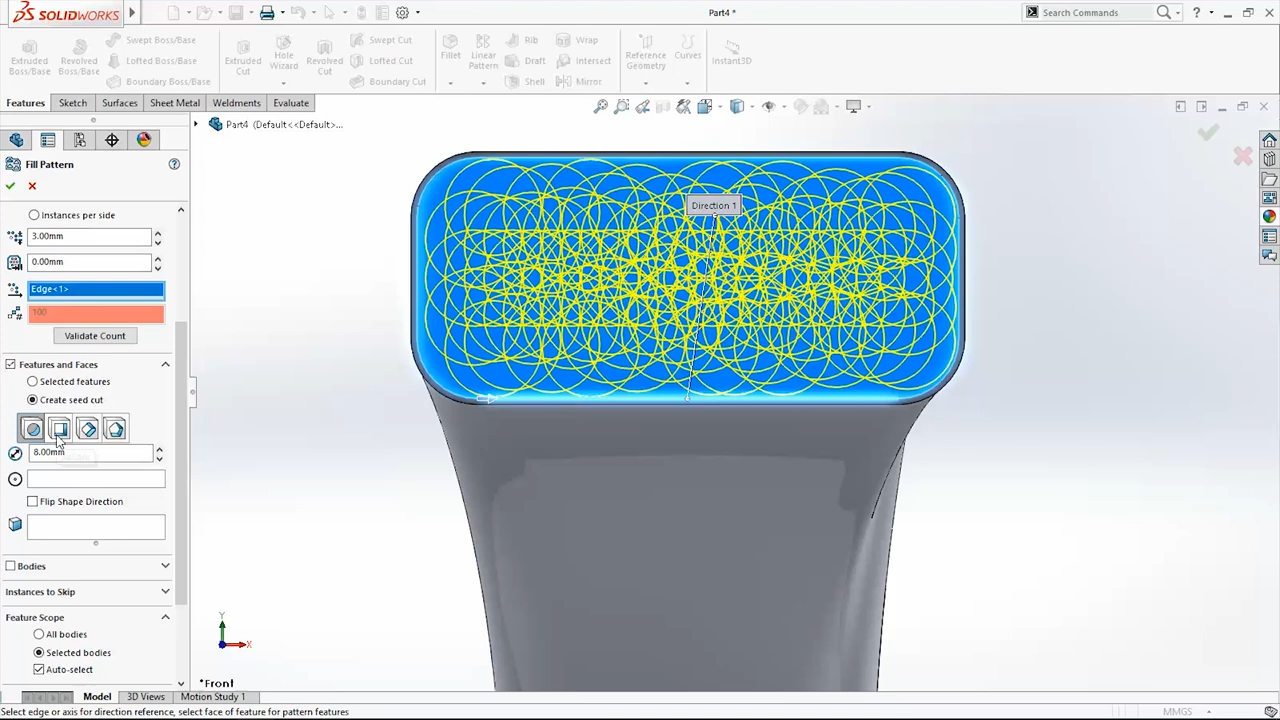 SOLIDWORKS
Part4 *
Search Commands
Extruded Boss/Base
Revolved Boss/Base
Swept Boss/Base
Lofted Boss/Base
Boundary Boss/Base
Extruded Cut
Hole Wizard
Revolved Cut
Swept Cut
Lofted Cut
Boundary Cut
Fillet
Linear Pattern
Rib
Draft
Shell
Wrap
Intersect
Mirror
Reference Geometry
Curves
Instant3D
Features
Sketch
Surfaces
Sheet Metal
Weldments
Evaluate
Part4 (Default<<Default>...
Fill Pattern
Instances per side
3.00mm
0.00mm
Edge<1>
100
Validate Count
Features and Faces
Selected features
Create seed cut
8.00mm
Flip Shape Direction
Bodies
Instances to Skip
Feature Scope
All bodies
Selected bodies
Auto-select
Direction 1
Y
X
*Front
Model
3D Views
Motion Study 1
Select edge or axis for direction reference, select face of feature for pattern features
MMGS